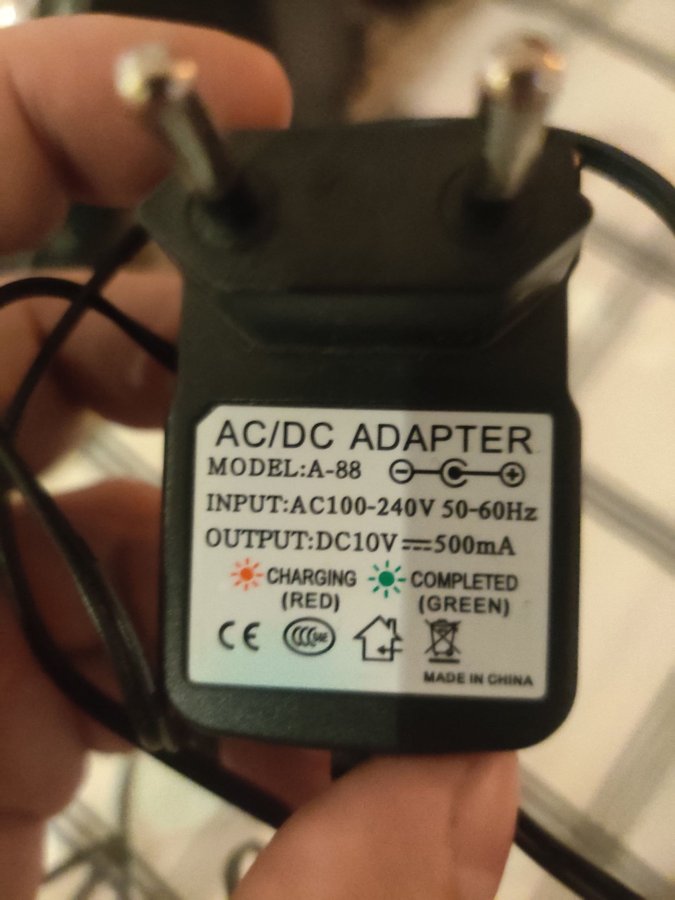 AC/DC ADAPTER
MODEL:A-88
INPUT:AC100-240V 50-60Hz
OUTPUT:DC10V⎓500mA
CHARGING COMPLETED
(RED) (GREEN)
CE CCC
MADE IN CHINA